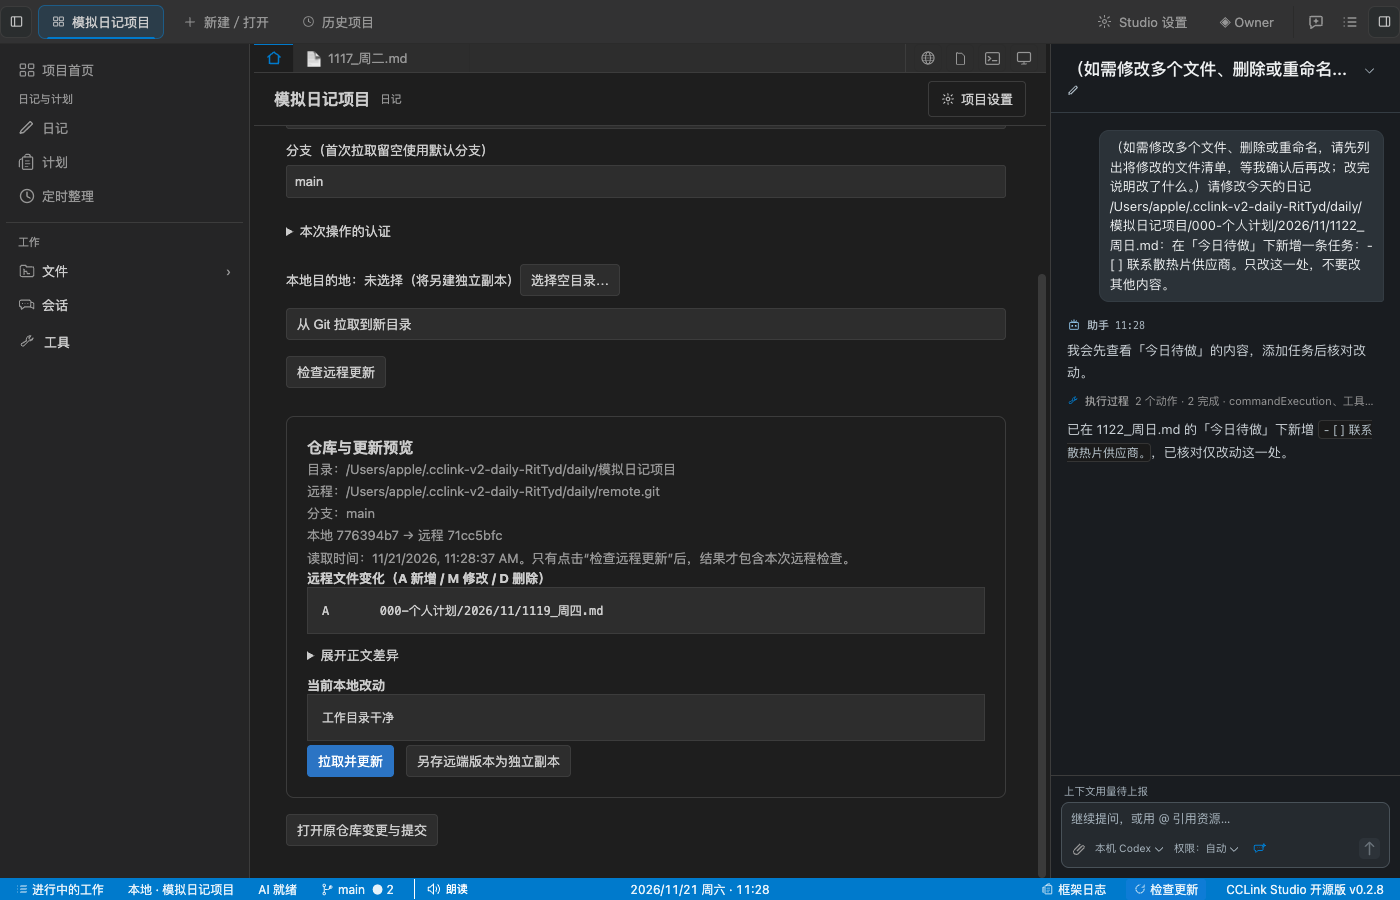 模拟日记项目
新建 / 打开
历史项目
Studio 设置
Owner
项目首页
日记与计划
日记
计划
定时整理
工作
文件
会话
工具
1117_周二.md
模拟日记项目 日记
项目设置
分支（首次拉取留空使用默认分支）
main
本次操作的认证
本地目的地：未选择（将另建独立副本） 选择空目录...
从 Git 拉取到新目录
检查远程更新
仓库与更新预览
目录：/Users/apple/.cclink-v2-daily-RitTyd/daily/模拟日记项目
远程：/Users/apple/.cclink-v2-daily-RitTyd/daily/remote.git
分支：main
本地 776394b7 → 远程 71cc5bfc
读取时间：11/21/2026, 11:28:37 AM。只有点击“检查远程更新”后，结果才包含本次远程检查。
远程文件变化（A 新增 / M 修改 / D 删除）
A 000-个人计划/2026/11/1119_周四.md
展开正文差异
当前本地改动
工作目录干净
拉取并更新 另存远端版本为独立副本
打开原仓库变更与提交
（如需修改多个文件、删除或重命名...
（如需修改多个文件、删除或重命名，请先列
出将修改的文件清单，等我确认后再改；改完
说明改了什么。）请修改今天的日记
/Users/apple/.cclink-v2-daily-RitTyd/daily/
模拟日记项目/000-个人计划/2026/11/1122_
周日.md：在「今日待做」下新增一条任务：-
[ ] 联系散热片供应商。只改这一处，不要改
其他内容。
助手 11:28
我会先查看「今日待做」的内容，添加任务后核对改
动。
执行过程 2 个动作 · 2 完成 · commandExecution、工具...
已在 1122_周日.md 的「今日待做」下新增 - [ ] 联系
散热片供应商。，已核对仅改动这一处。
上下文用量待上报
继续提问，或用 @ 引用资源...
本机 Codex 权限：自动
进行中的工作
本地 · 模拟日记项目
AI 就绪
main 2
朗读
2026/11/21 周六 · 11:28
框架日志
检查更新
CCLink Studio 开源版 v0.2.8